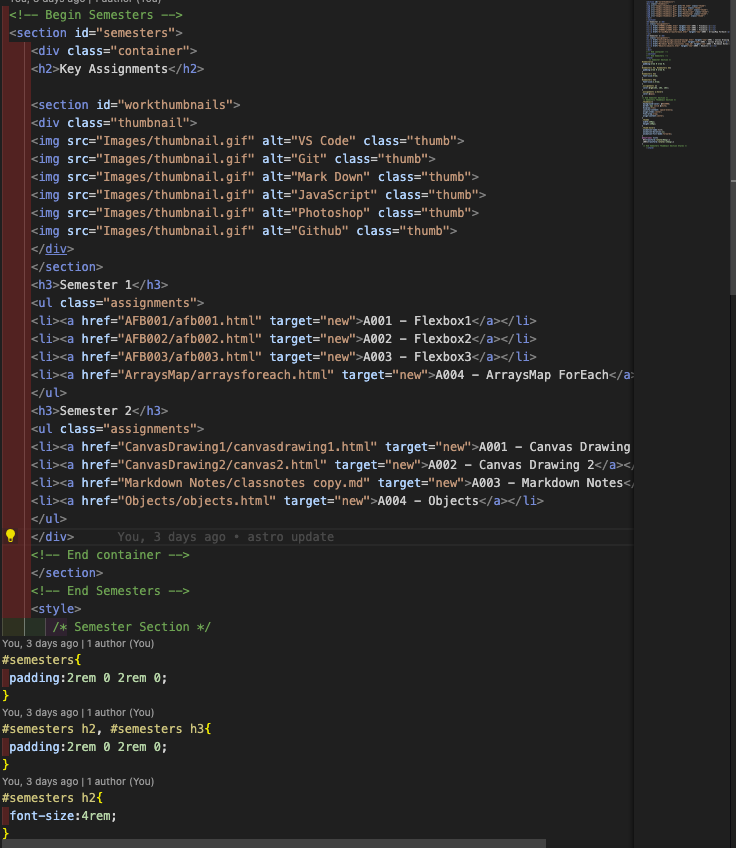 You, 3 days ago | 1 author (You)
<!-- Begin Semesters -->
<section id="semesters">
<div class="container">
<h2>Key Assignments</h2>
<section id="workthumbnails">
<div class="thumbnail">
<img src="Images/thumbnail.gif" alt="VS Code" class="thumb">
<img src="Images/thumbnail.gif" alt="Git" class="thumb">
<img src="Images/thumbnail.gif" alt="Mark Down" class="thumb">
<img src="Images/thumbnail.gif" alt="JavaScript" class="thumb">
<img src="Images/thumbnail.gif" alt="Photoshop" class="thumb">
<img src="Images/thumbnail.gif" alt="Github" class="thumb">
</div>
</section>
<h3>Semester 1</h3>
<ul class="assignments">
<li><a href="AFB001/afb001.html" target="new">A001 - Flexbox1</a></li>
<li><a href="AFB002/afb002.html" target="new">A002 - Flexbox2</a></li>
<li><a href="AFB003/afb003.html" target="new">A003 - Flexbox3</a></li>
<li><a href="ArraysMap/arraysforeach.html" target="new">A004 - ArraysMap ForEach</a>
</ul>
<h3>Semester 2</h3>
<ul class="assignments">
<li><a href="CanvasDrawing1/canvasdrawing1.html" target="new">A001 - Canvas Drawing
<li><a href="CanvasDrawing2/canvas2.html" target="new">A002 - Canvas Drawing 2</a></
<li><a href="Markdown Notes/classnotes copy.md" target="new">A003 - Markdown Notes</
<li><a href="Objects/objects.html" target="new">A004 - Objects</a></li>
</ul>
</div> You, 3 days ago • astro update
<!-- End container -->
</section>
<!-- End Semesters -->
<style>
/* Semester Section */
You, 3 days ago | 1 author (You)
#semesters{
padding:2rem 0 2rem 0;
}
You, 3 days ago | 1 author (You)
#semesters h2, #semesters h3{
padding:2rem 0 2rem 0;
}
You, 3 days ago | 1 author (You)
#semesters h2{
font-size:4rem;
}